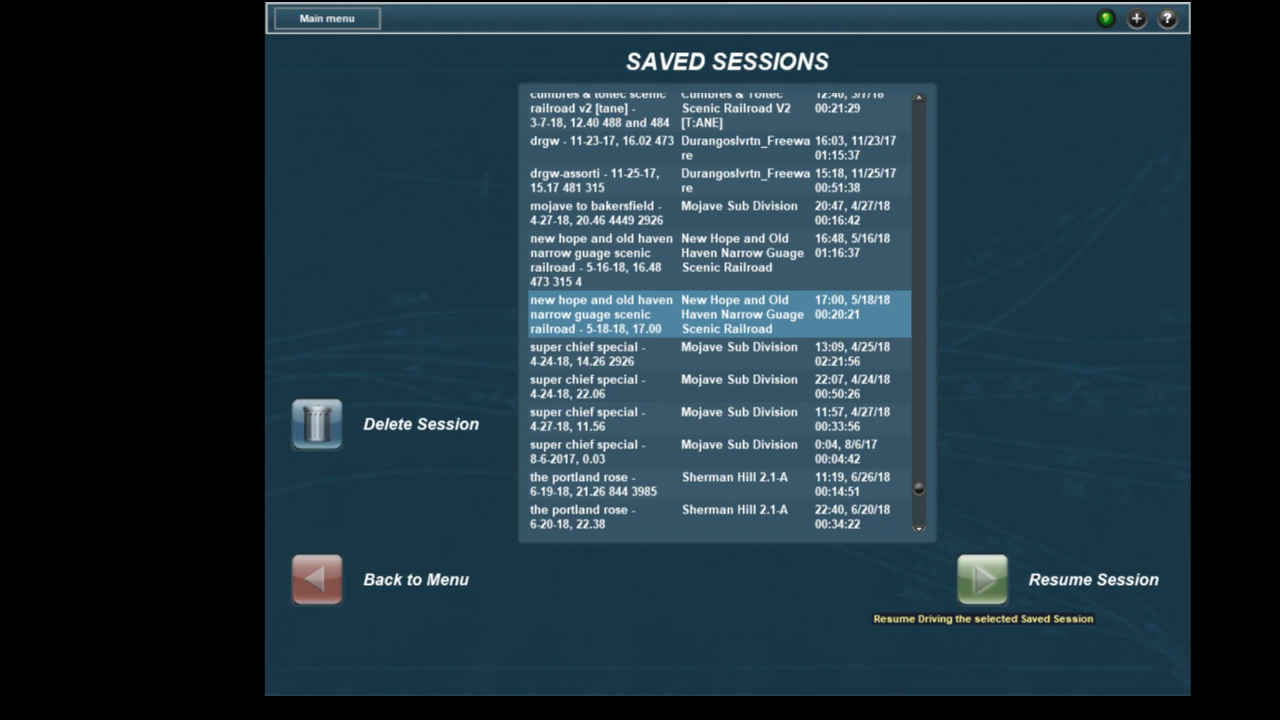 Main menu
SAVED SESSIONS
cumbres & toltec scenic Cumbres & Toltec 12:40, 3/7/18
railroad v2 [tane] - Scenic Railroad V2 00:21:29
3-7-18, 12.40 488 and 484 [T:ANE]
drgw - 11-23-17, 16.02 473 Durangoslvrtn_Freewa 16:03, 11/23/17
re 01:15:37
drgw-assorti - 11-25-17, Durangoslvrtn_Freewa 15:18, 11/25/17
15.17 481 315 re 00:51:38
mojave to bakersfield - Mojave Sub Division 20:47, 4/27/18
4-27-18, 20.46 4449 2926 00:16:42
new hope and old haven New Hope and Old 16:48, 5/16/18
narrow guage scenic Haven Narrow Guage 01:16:37
railroad - 5-16-18, 16.48 Scenic Railroad
473 315 4
new hope and old haven New Hope and Old 17:00, 5/18/18
narrow guage scenic Haven Narrow Guage 00:20:21
railroad - 5-18-18, 17.00 Scenic Railroad
super chief special - Mojave Sub Division 13:09, 4/25/18
4-24-18, 14.26 2926 02:21:56
super chief special - Mojave Sub Division 22:07, 4/24/18
4-24-18, 22.06 00:50:26
super chief special - Mojave Sub Division 11:57, 4/27/18
4-27-18, 11.56 00:33:56
super chief special - Mojave Sub Division 0:04, 8/6/17
8-6-2017, 0.03 00:04:42
the portland rose - Sherman Hill 2.1-A 11:19, 6/26/18
6-19-18, 21.26 844 3985 00:14:51
the portland rose - Sherman Hill 2.1-A 22:40, 6/20/18
6-20-18, 22.38 00:34:22
Delete Session
Back to Menu
Resume Session
Resume Driving the selected Saved Session